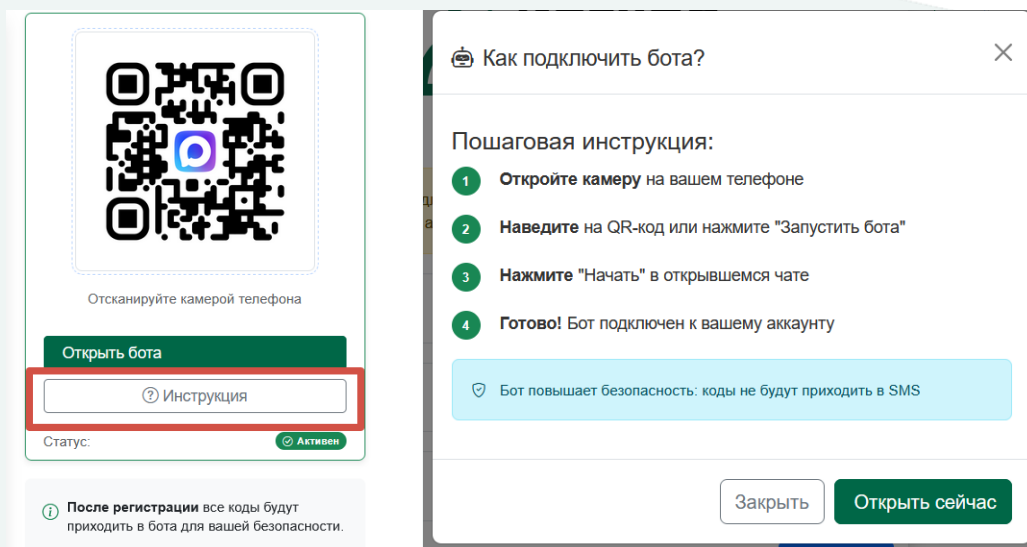 Отсканируйте камерой телефона
Открыть бота
Инструкция
Статус:
Активен
После регистрации все коды будут
приходить в бота для вашей безопасности.
Как подключить бота?
Пошаговая инструкция:
1 Откройте камеру на вашем телефоне
2 Наведите на QR-код или нажмите "Запустить бота"
3 Нажмите "Начать" в открывшемся чате
4 Готово! Бот подключен к вашему аккаунту
Бот повышает безопасность: коды не будут приходить в SMS
Закрыть
Открыть сейчас